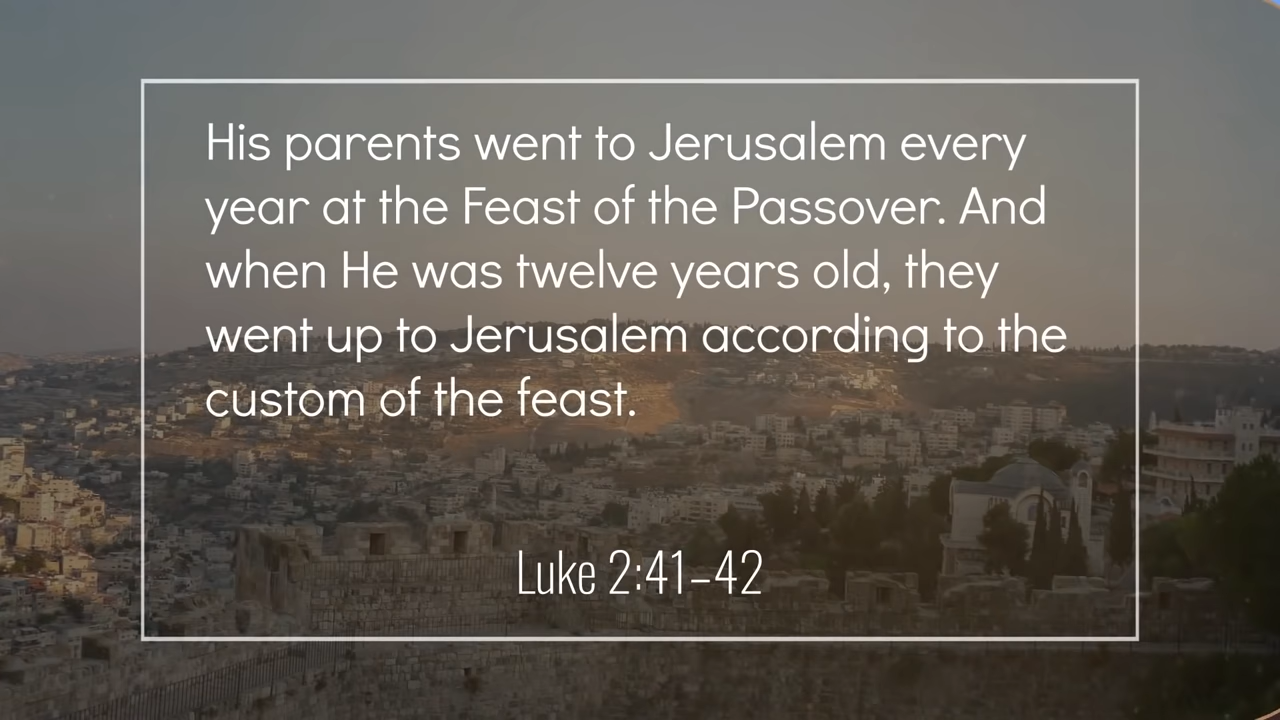 His parents went to Jerusalem every
year at the Feast of the Passover. And
when He was twelve years old, they
went up to Jerusalem according to the
custom of the feast.
Luke 2:41–42